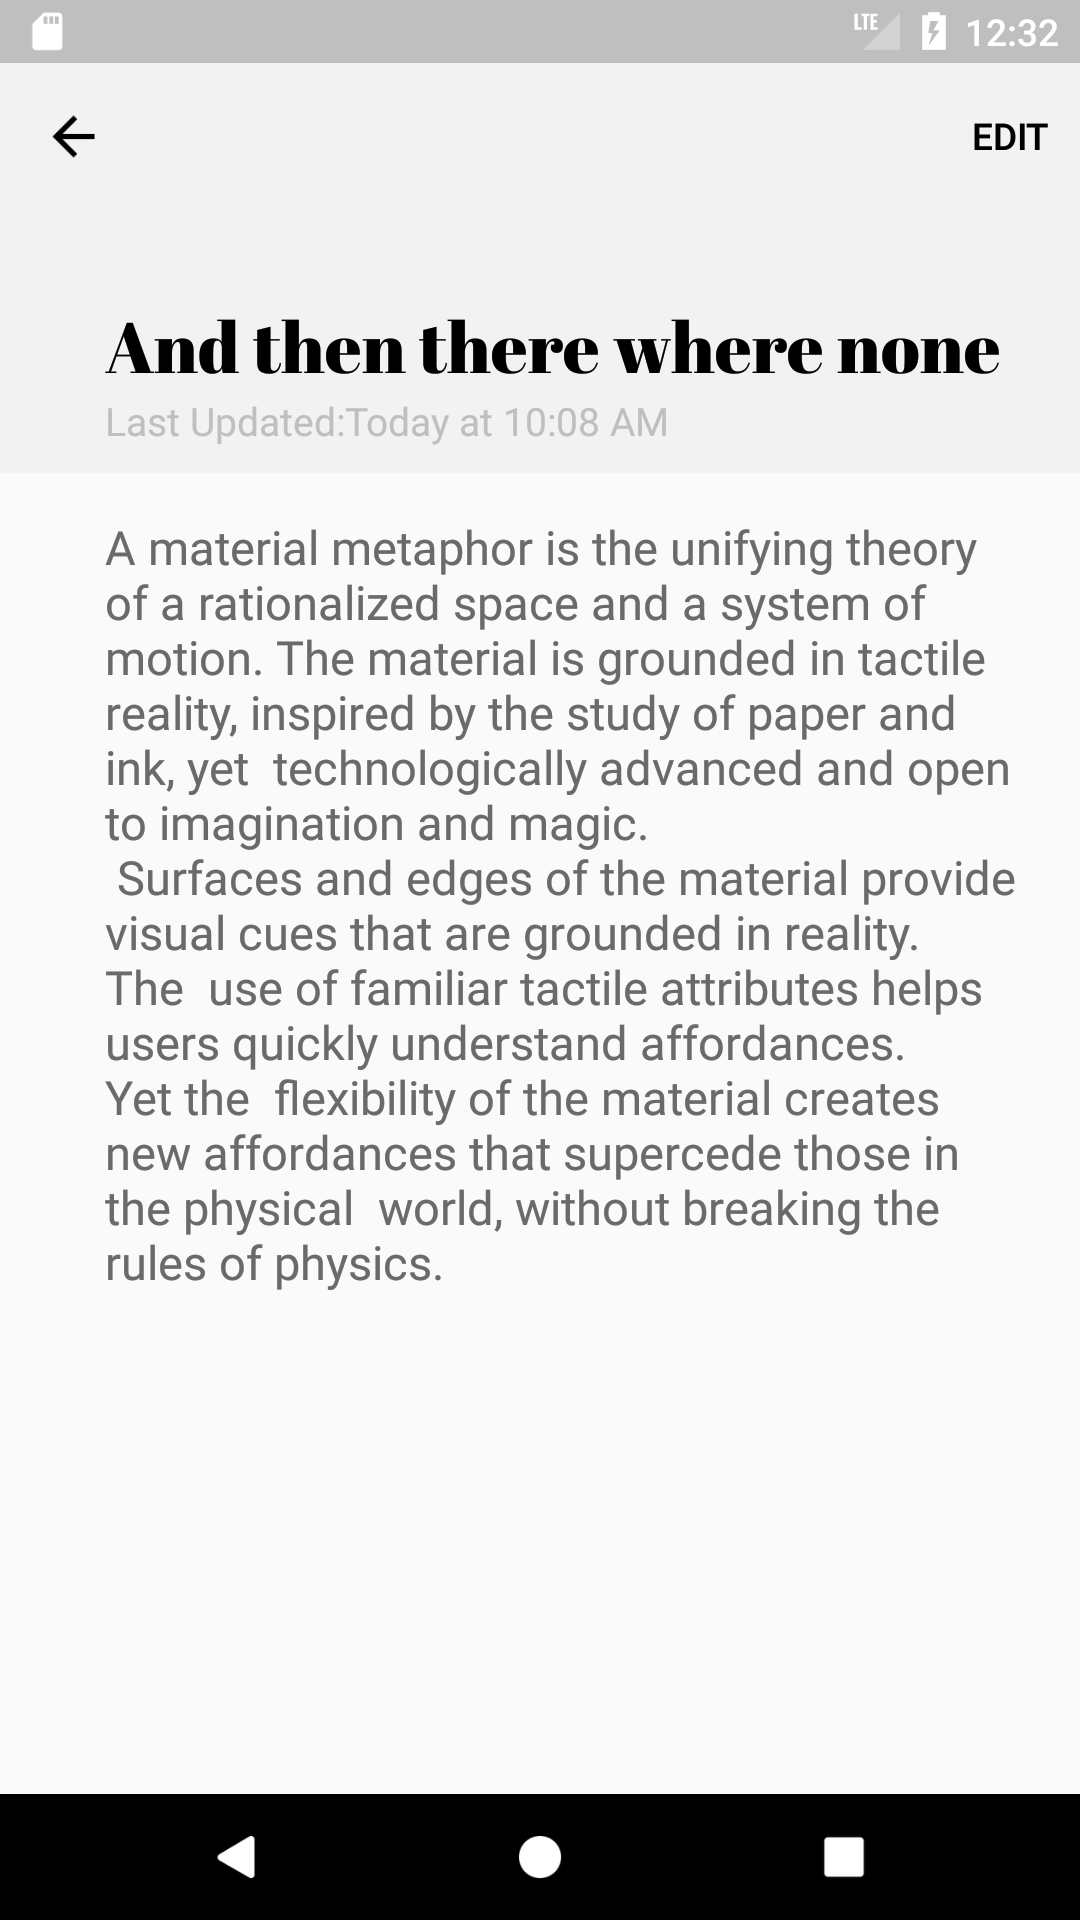 LTE 12:32
EDIT
And then there where none
Last Updated:Today at 10:08 AM
A material metaphor is the unifying theory
of a rationalized space and a system of
motion. The material is grounded in tactile
reality, inspired by the study of paper and
ink, yet  technologically advanced and open
to imagination and magic.
 Surfaces and edges of the material provide
visual cues that are grounded in reality.
The  use of familiar tactile attributes helps
users quickly understand affordances.
Yet the  flexibility of the material creates
new affordances that supercede those in
the physical  world, without breaking the
rules of physics.